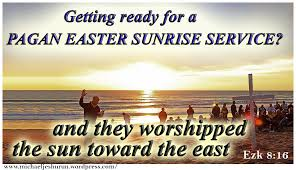 Getting ready for a
PAGAN EASTER SUNRISE SERVICE?
and they worshipped
the sun toward the east
Ezk 8:16
www.michaeljeshurun.wordpress.com/